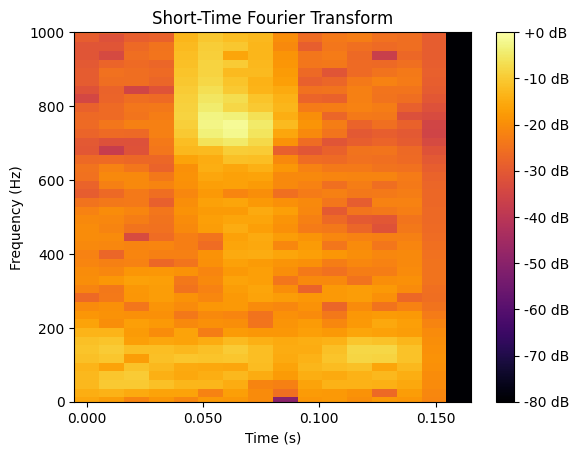 Short-Time Fourier Transform
1000
800
600
400
200
0
Frequency (Hz)
0.000
0.050
0.100
0.150
Time (s)
+0 dB
-10 dB
-20 dB
-30 dB
-40 dB
-50 dB
-60 dB
-70 dB
-80 dB